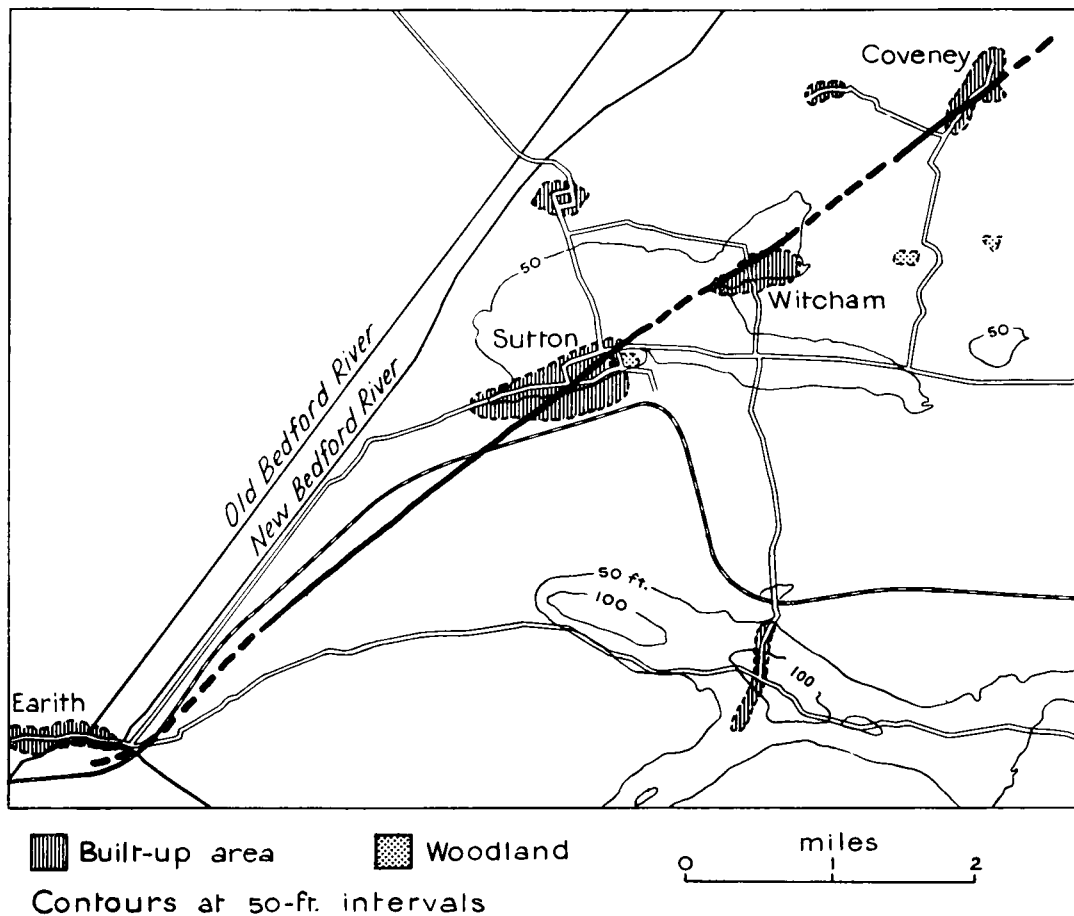 Coveney
50
Witcham
Sutton
50
Old Bedford River
New Bedford River
50 ft.
100
100
Earith
Built-up area
Woodland
miles
0 2
Contours at 50-ft. intervals